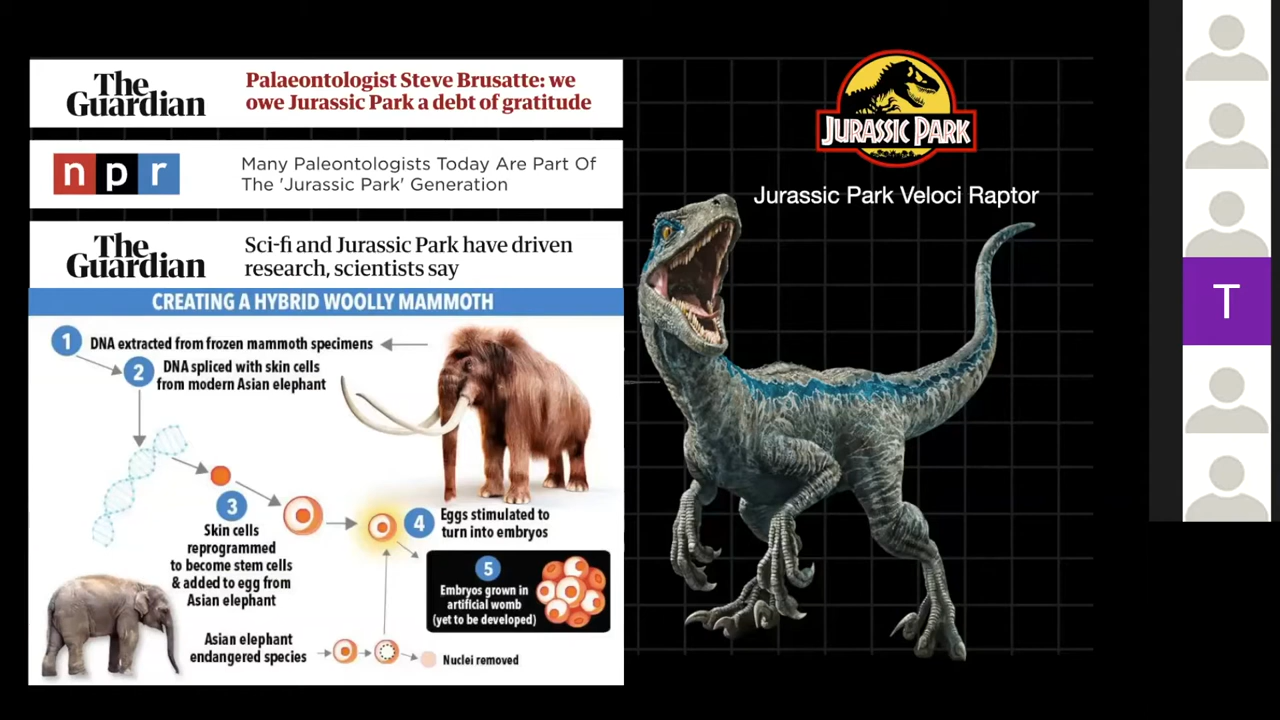 The
Guardian
Palaeontologist Steve Brusatte: we
owe Jurassic Park a debt of gratitude
npr
Many Paleontologists Today Are Part Of
The 'Jurassic Park' Generation
The
Guardian
Sci-fi and Jurassic Park have driven
research, scientists say
CREATING A HYBRID WOOLLY MAMMOTH
1
DNA extracted from frozen mammoth specimens
2
DNA spliced with skin cells
from modern Asian elephant
3
Skin cells
reprogrammed
to become stem cells
& added to egg from
Asian elephant
4
Eggs stimulated to
turn into embryos
5
Embryos grown in
artificial womb
(yet to be developed)
Asian elephant
endangered species
Nuclei removed
JURASSIC PARK
Jurassic Park Veloci Raptor
T